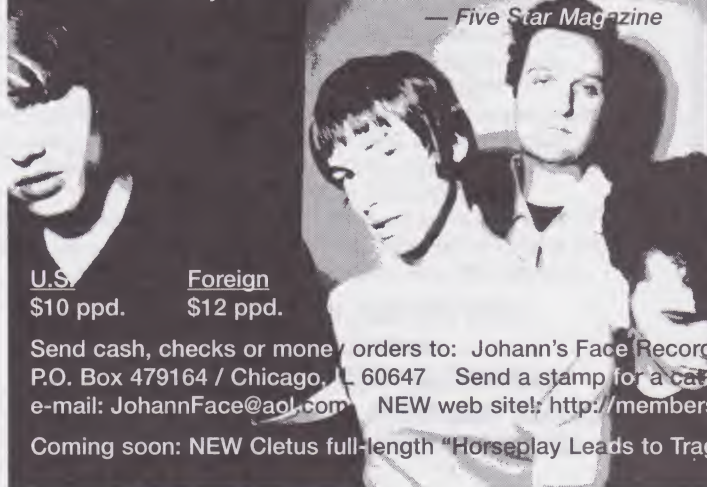 — Five Star Magazine
U.S. Foreign
$10 ppd. $12 ppd.
Send cash, checks or money orders to: Johann's Face Record
P.O. Box 479164 / Chicago, IL 60647 Send a stamp for a
e-mail: JohannFace@aol.com NEW web site!: http://members
Coming soon: NEW Cletus full-length "Horseplay Leads to